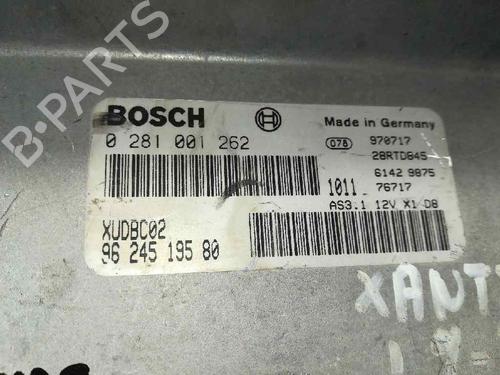 B-PARTS
BOSCH
Made in Germany
0 281 001 262
078 970717
28RTD845
6142 9875
1011 76717
AS3.1 12V X1 D8
XUDBC02
96 245 195 80
XANT